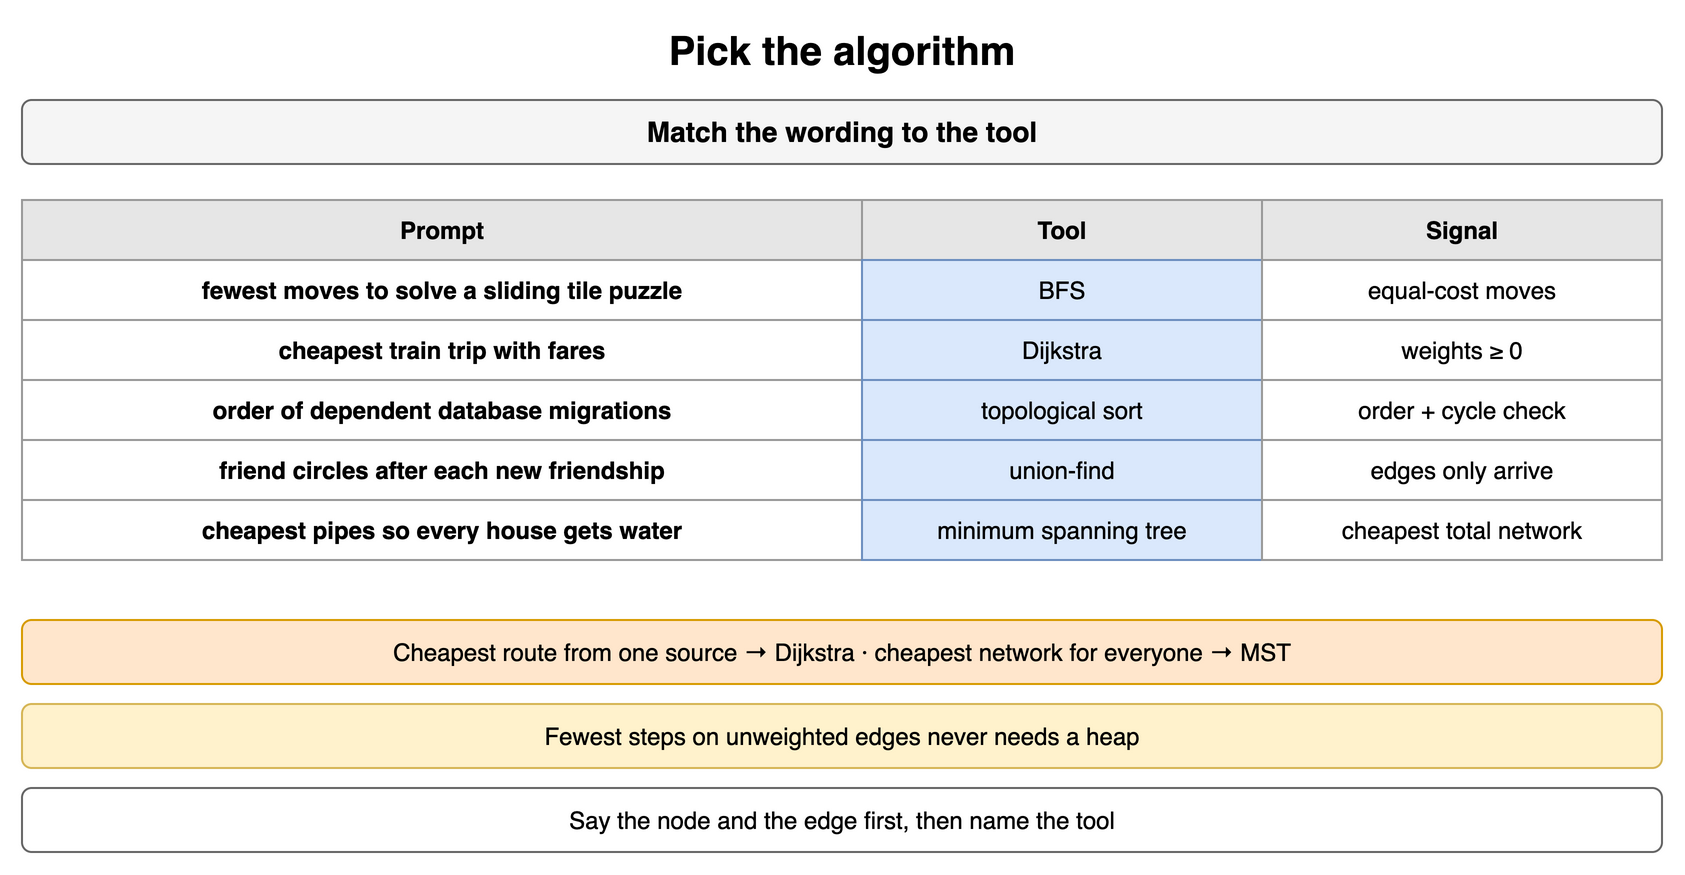 Pick the algorithm
Match the wording to the tool
Prompt Tool Signal
fewest moves to solve a sliding tile puzzle BFS equal-cost moves
cheapest train trip with fares Dijkstra weights ≥ 0
order of dependent database migrations topological sort order + cycle check
friend circles after each new friendship union-find edges only arrive
cheapest pipes so every house gets water minimum spanning tree cheapest total network
Cheapest route from one source → Dijkstra · cheapest network for everyone → MST
Fewest steps on unweighted edges never needs a heap
Say the node and the edge first, then name the tool